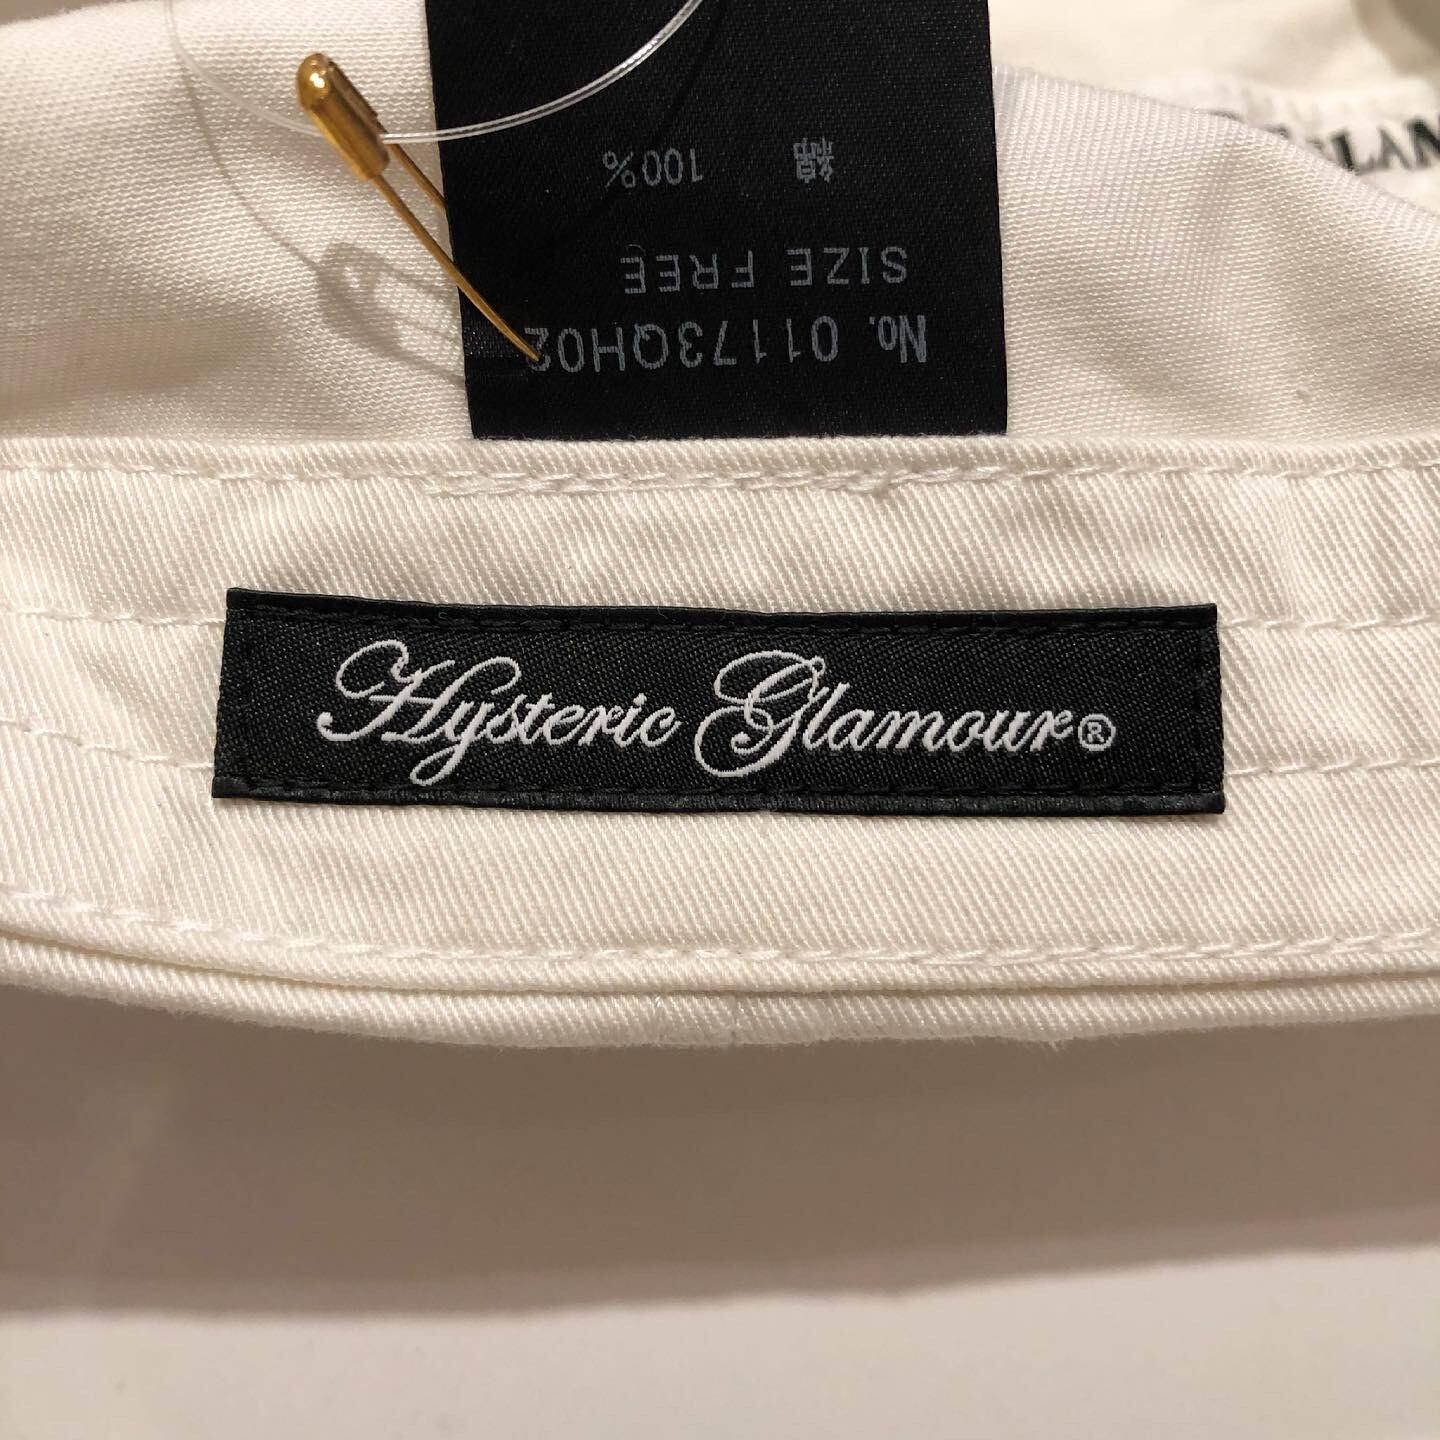 No. 01173QH02
SIZE FREE
綿 100%
Hysteric Glamour®